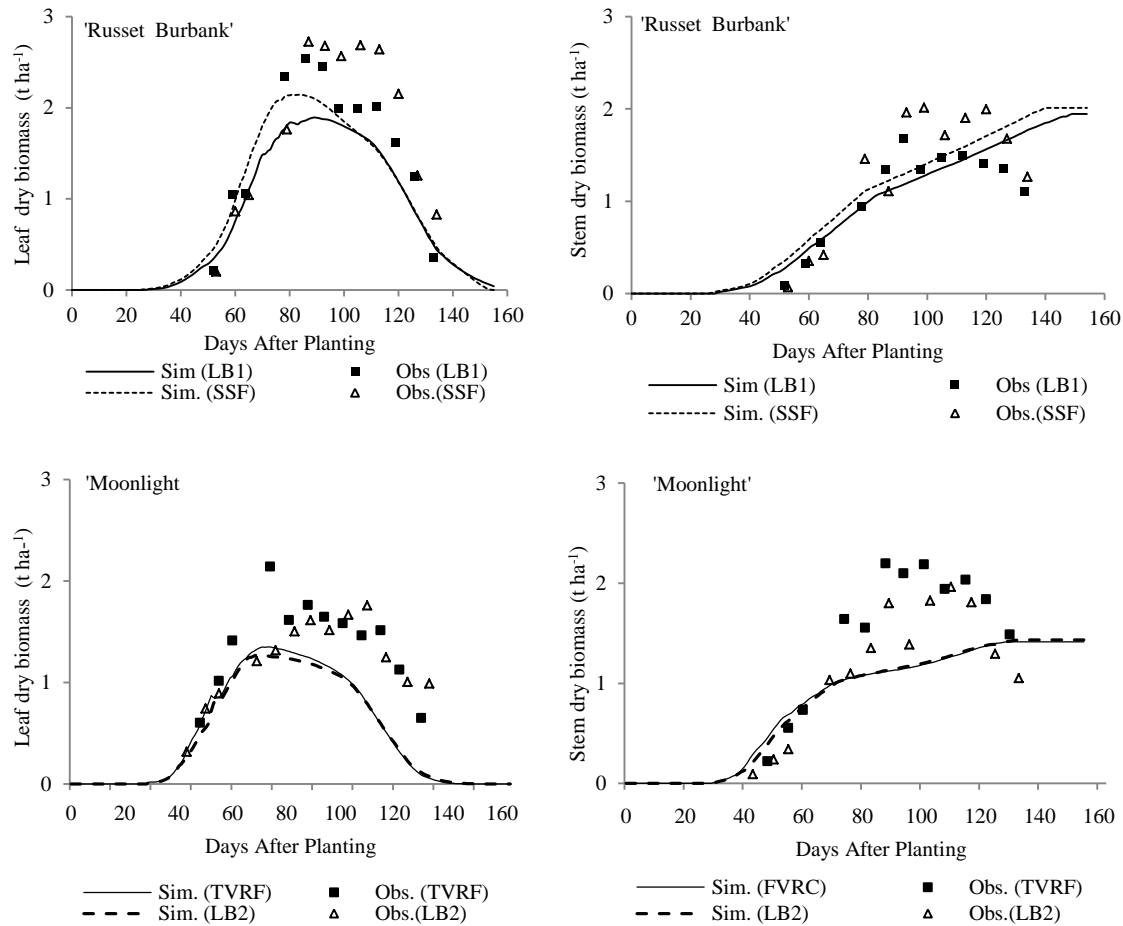 'Russet Burbank'
Leaf dry biomass (t ha-1)
3
2
1
0
0 20 40 60 80 100 120 140 160
Days After Planting
Sim (LB1) Obs (LB1)
Sim. (SSF) Obs.(SSF)
'Russet Burbank'
Stem dry biomass (t ha-1)
3
2
1
0
0 20 40 60 80 100 120 140 160
Days After Planting
Sim (LB1) Obs (LB1)
Sim. (SSF) Obs.(SSF)
'Moonlight
Leaf dry biomass (t ha-1)
3
2
1
0
0 20 40 60 80 100 120 140 160
Days After Planting
Sim. (TVRF) Obs. (TVRF)
Sim. (LB2) Obs.(LB2)
'Moonlight'
Stem dry biomass (t ha-1)
3
2
1
0
0 20 40 60 80 100 120 140 160
Days After Planting
Sim. (FVRC) Obs. (TVRF)
Sim. (LB2) Obs.(LB2)